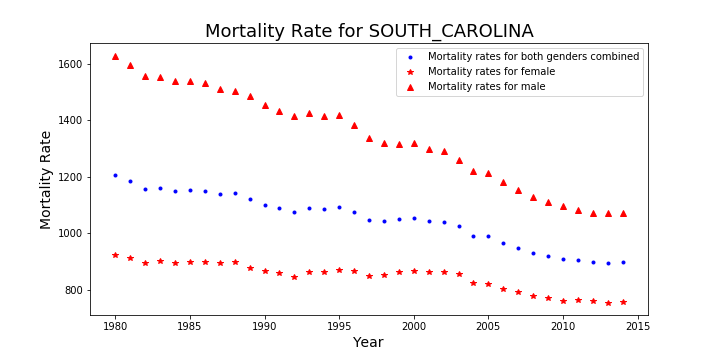 Mortality Rate for SOUTH_CAROLINA
Mortality rates for both genders combined
Mortality rates for female
Mortality rates for male
Mortality Rate
1600
1400
1200
1000
800
1980 1985 1990 1995 2000 2005 2010 2015
Year